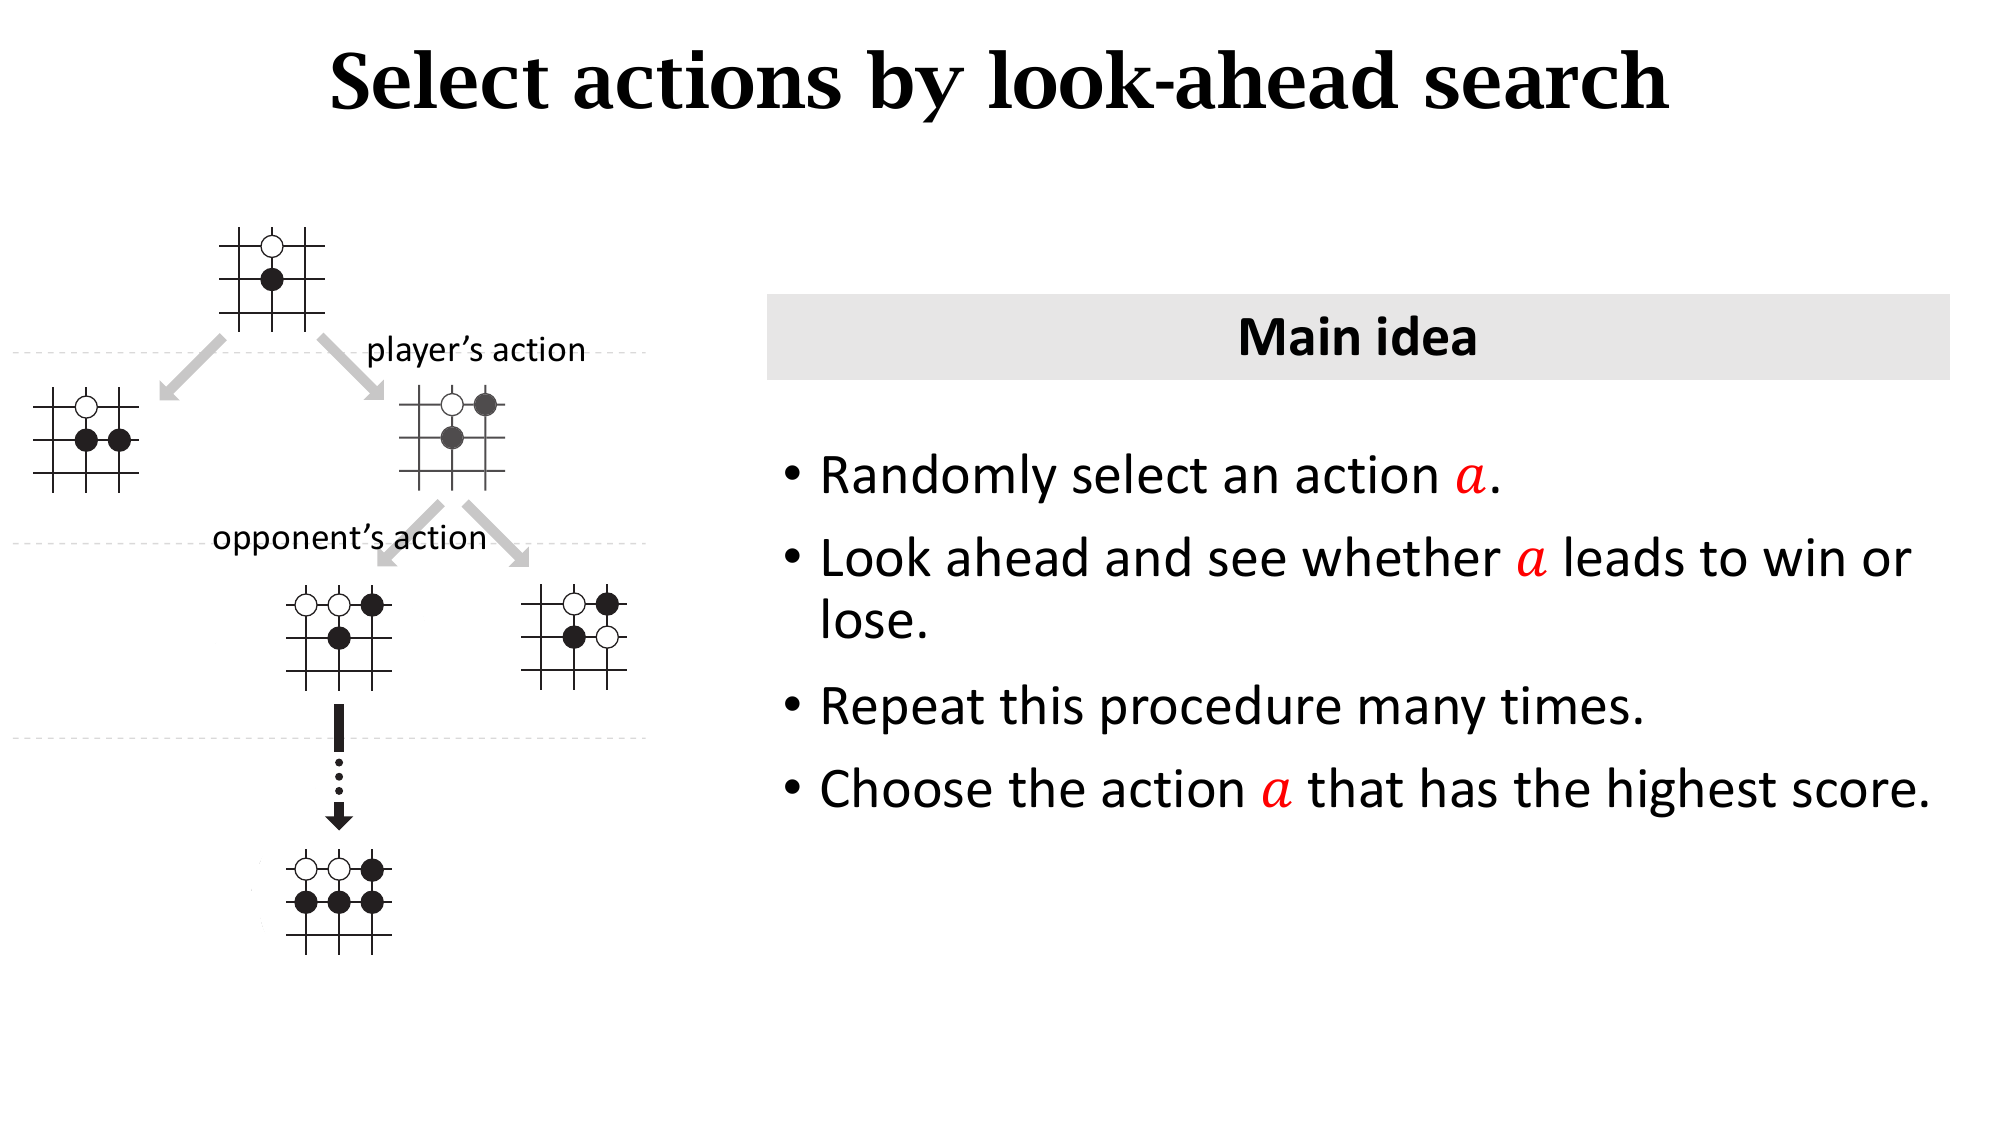 Select actions by look-ahead search
player’s action
opponent’s action
Main idea
• Randomly select an action a.
• Look ahead and see whether a leads to win or
lose.
• Repeat this procedure many times.
• Choose the action a that has the highest score.